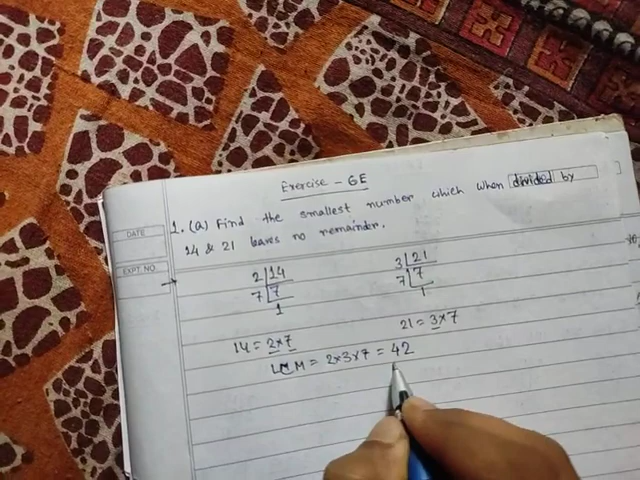 Exercise - 6E
DATE
EXPT. NO.
1. (a) Find the smallest number which when divided by
14 & 21 leaves no remainder.
2 | 14
7 | 7
1
3 | 21
7 | 7
1
14 = 2×7
21 = 3×7
LCM = 2×3×7 = 42